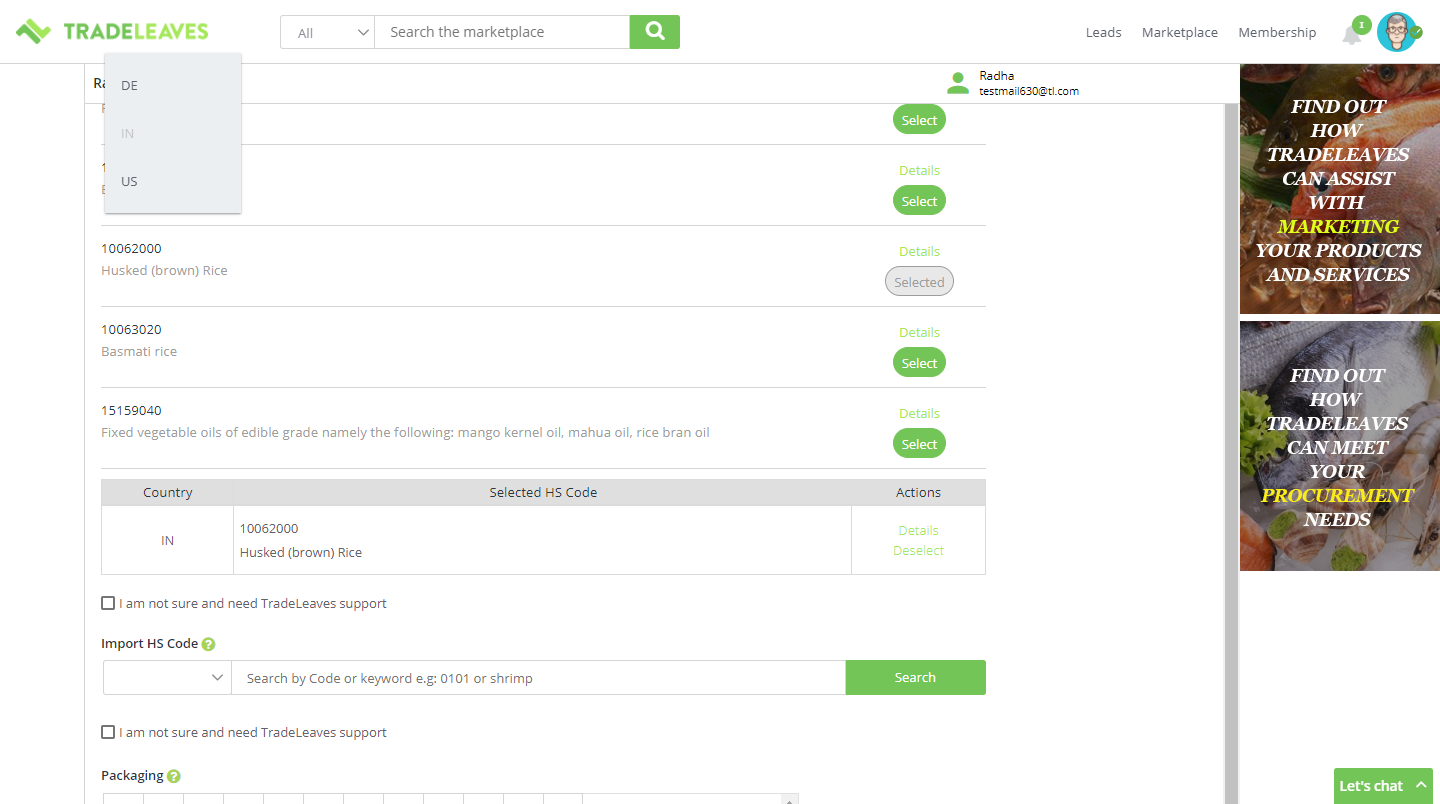 TRADELEAVES
All
Search the marketplace
Leads
Marketplace
Membership
I
Radha
testmail630@tl.com
DE
IN
US
Select
Details
Select
10062000
Husked (brown) Rice
Details
Selected
10063020
Basmati rice
Details
Select
15159040
Fixed vegetable oils of edible grade namely the following: mango kernel oil, mahua oil, rice bran oil
Details
Select
Country
Selected HS Code
Actions
IN
10062000
Husked (brown) Rice
Details
Deselect
I am not sure and need TradeLeaves support
Import HS Code ?
Search by Code or keyword e.g: 0101 or shrimp
Search
I am not sure and need TradeLeaves support
Packaging ?
FIND OUT
HOW
TRADELEAVES
CAN ASSIST
WITH
MARKETING
YOUR PRODUCTS
AND SERVICES
FIND OUT
HOW
TRADELEAVES
CAN MEET
YOUR
PROCUREMENT
NEEDS
Let's chat